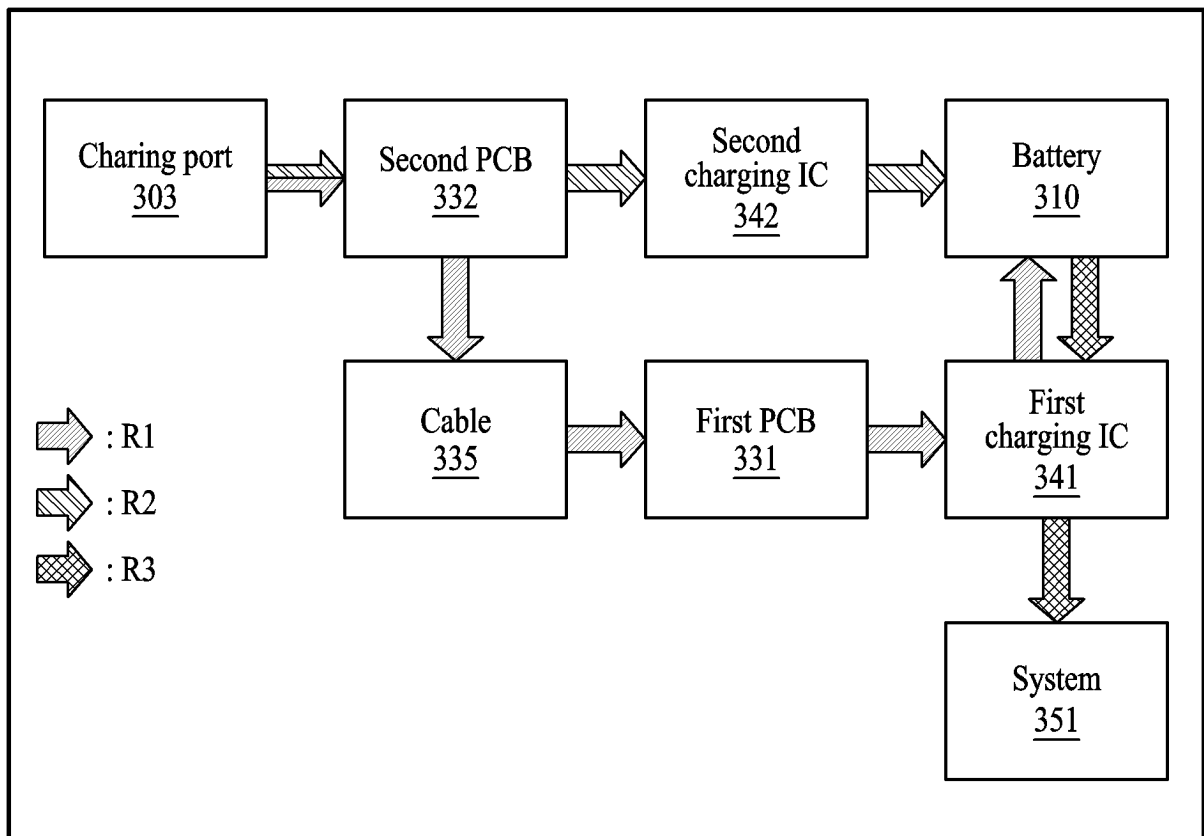 Charing port
303
Second PCB
332
Second
charging IC
342
Battery
310
Cable
335
First PCB
331
First
charging IC
341
: R1
: R2
: R3
System
351